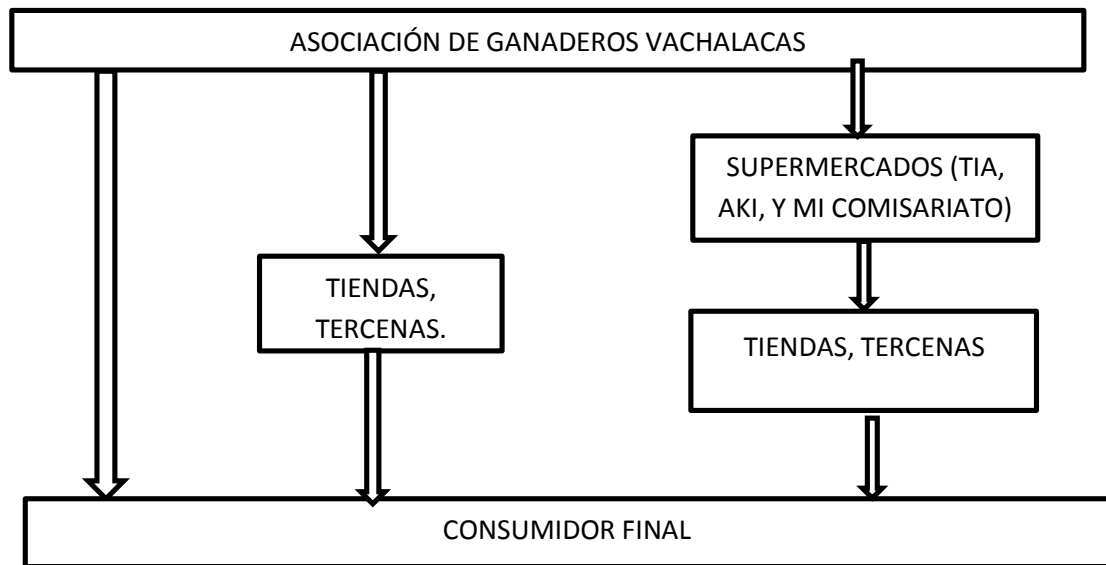 ASOCIACIÓN DE GANADEROS VACHALACAS
SUPERMERCADOS (TIA,
AKI, Y MI COMISARIATO)
TIENDAS,
TERCENAS.
TIENDAS, TERCENAS
CONSUMIDOR FINAL